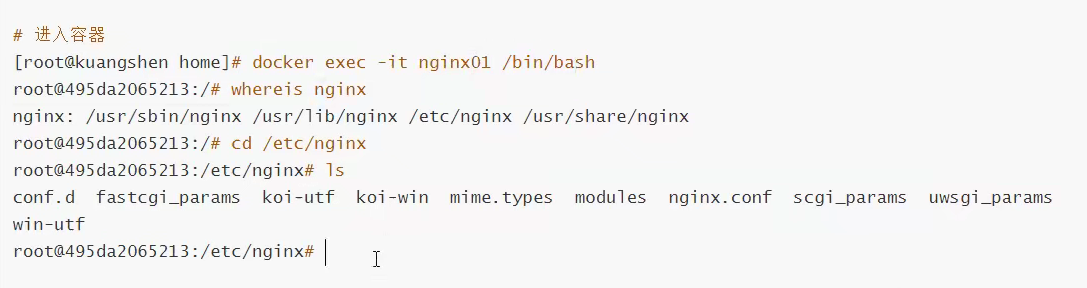 # 进入容器
[root@kuangshen home]# docker exec -it nginx01 /bin/bash
root@495da2065213:/# whereis nginx
nginx: /usr/sbin/nginx /usr/lib/nginx /etc/nginx /usr/share/nginx
root@495da2065213:/# cd /etc/nginx
root@495da2065213:/etc/nginx# ls
conf.d  fastcgi_params  koi-utf  koi-win  mime.types  modules  nginx.conf  scgi_params  uwsgi_params
win-utf
root@495da2065213:/etc/nginx#